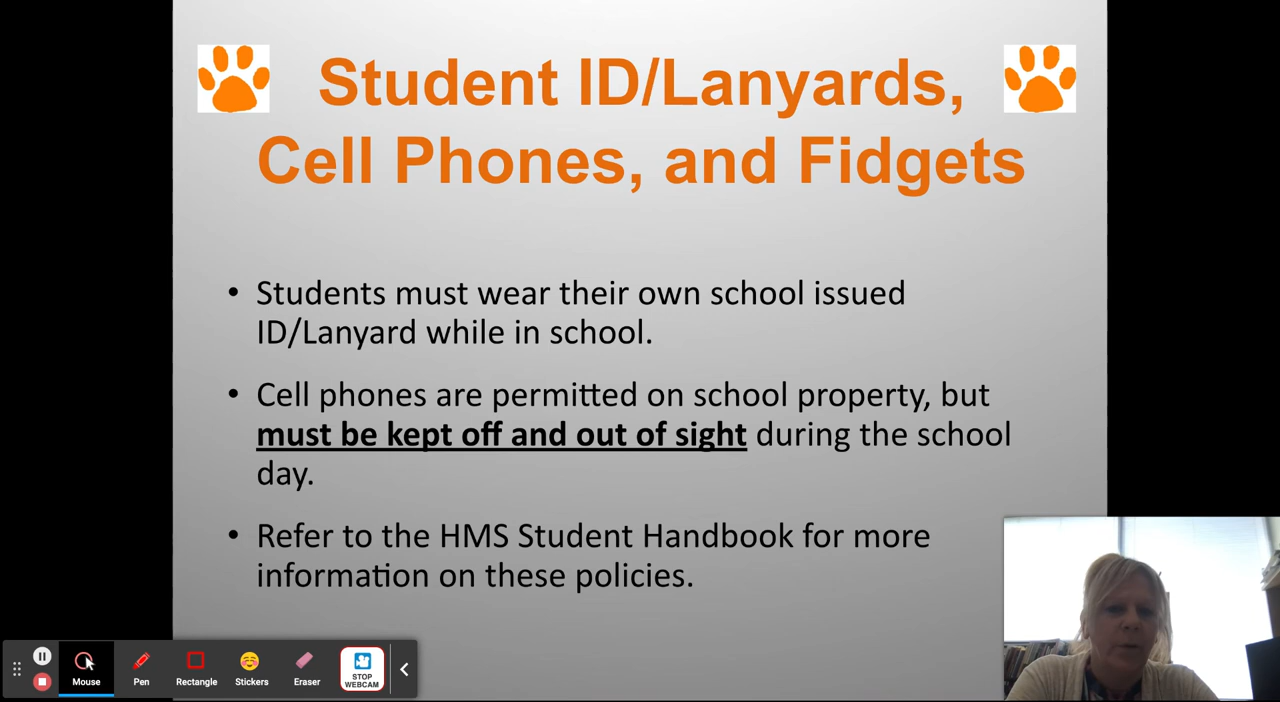 Student ID/Lanyards,
Cell Phones, and Fidgets
• Students must wear their own school issued
ID/Lanyard while in school.
• Cell phones are permitted on school property, but
must be kept off and out of sight during the school
day.
• Refer to the HMS Student Handbook for more
information on these policies.
Mouse
Pen
Rectangle
Stickers
Eraser
STOP
WEBCAM